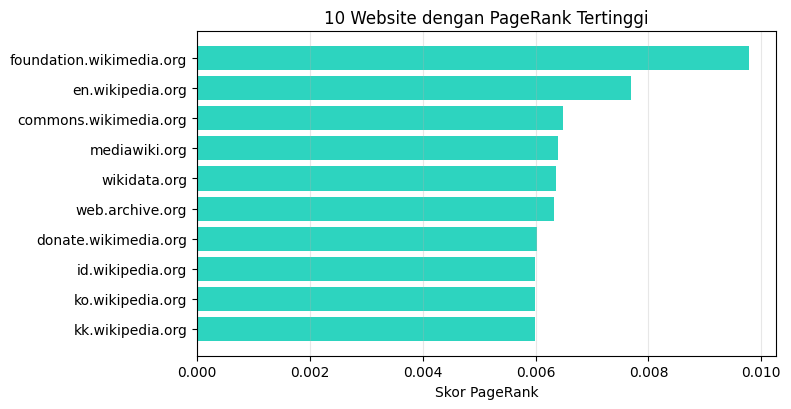 10 Website dengan PageRank Tertinggi
foundation.wikimedia.org
en.wikipedia.org
commons.wikimedia.org
mediawiki.org
wikidata.org
web.archive.org
donate.wikimedia.org
id.wikipedia.org
ko.wikipedia.org
kk.wikipedia.org
0.000 0.002 0.004 0.006 0.008 0.010
Skor PageRank